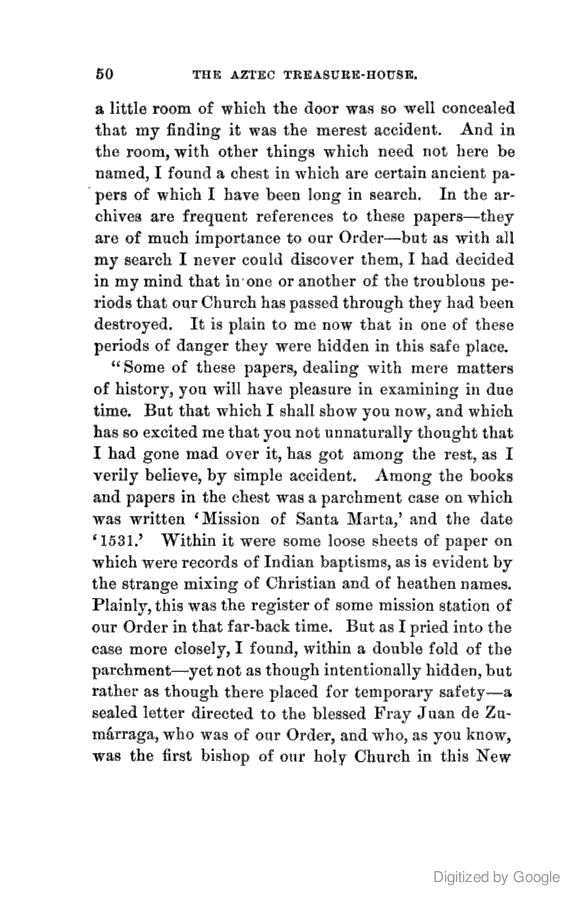 50 THE AZTEC TREASURE-HOUSE.
a little room of which the door was so well concealed
that my finding it was the merest accident. And in
the room, with other things which need not here be
named, I found a chest in which are certain ancient pa-
pers of which I have been long in search. In the ar-
chives are frequent references to these papers—they
are of much importance to our Order—but as with all
my search I never could discover them, I had decided
in my mind that in one or another of the troublous pe-
riods that our Church has passed through they had been
destroyed. It is plain to me now that in one of these
periods of danger they were hidden in this safe place.
“Some of these papers, dealing with mere matters
of history, you will have pleasure in examining in due
time. But that which I shall show you now, and which
has so excited me that you not unnaturally thought that
I had gone mad over it, has got among the rest, as I
verily believe, by simple accident. Among the books
and papers in the chest was a parchment case on which
was written ‘Mission of Santa Marta,’ and the date
‘1531.’ Within it were some loose sheets of paper on
which were records of Indian baptisms, as is evident by
the strange mixing of Christian and of heathen names.
Plainly, this was the register of some mission station of
our Order in that far-back time. But as I pried into the
case more closely, I found, within a double fold of the
parchment—yet not as though intentionally hidden, but
rather as though there placed for temporary safety—a
sealed letter directed to the blessed Fray Juan de Zu-
márraga, who was of our Order, and who, as you know,
was the first bishop of our holy Church in this New
Digitized by Google